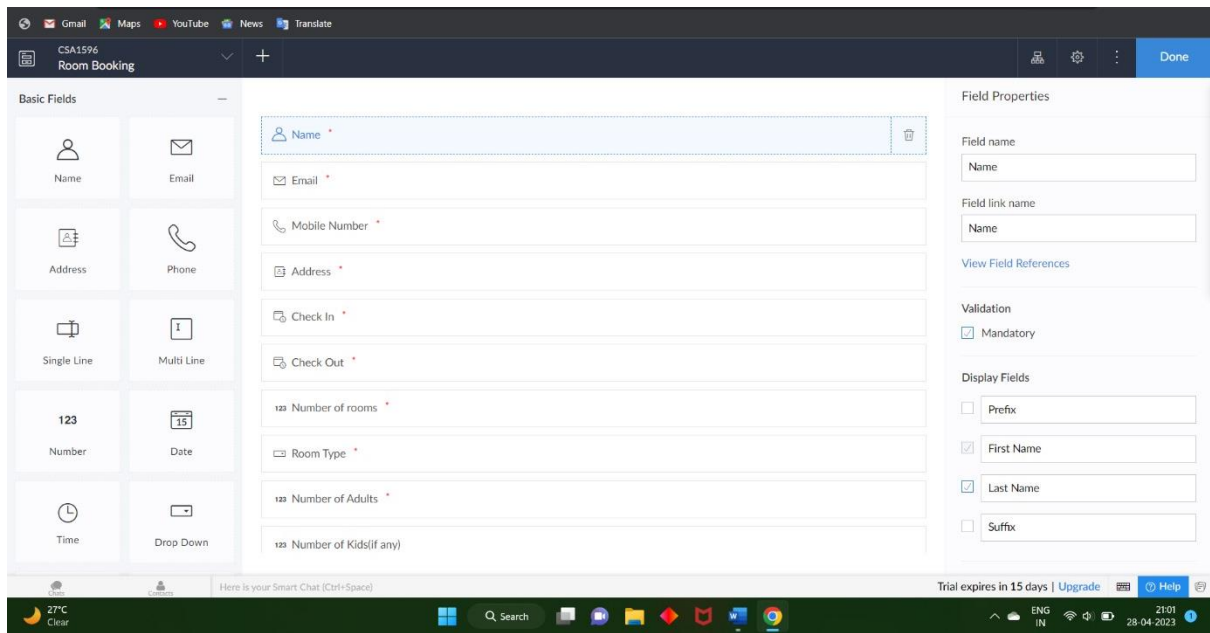 Gmail Maps YouTube News Translate
CSA1596
Room Booking
Done
Basic Fields
Name Email
Address Phone
Single Line Multi Line
123 15
Number Date
Time Drop Down
Name *
Email *
Mobile Number *
Address *
Check In *
Check Out *
123 Number of rooms *
Room Type *
123 Number of Adults *
123 Number of Kids(if any)
Field Properties
Field name
Name
Field link name
Name
View Field References
Validation
Mandatory
Display Fields
Prefix
First Name
Last Name
Suffix
Chats Contacts Here is your Smart Chat (Ctrl+Space) Trial expires in 15 days | Upgrade Help
27°C
Clear
Search
ENG
IN
21:01
28-04-2023
1